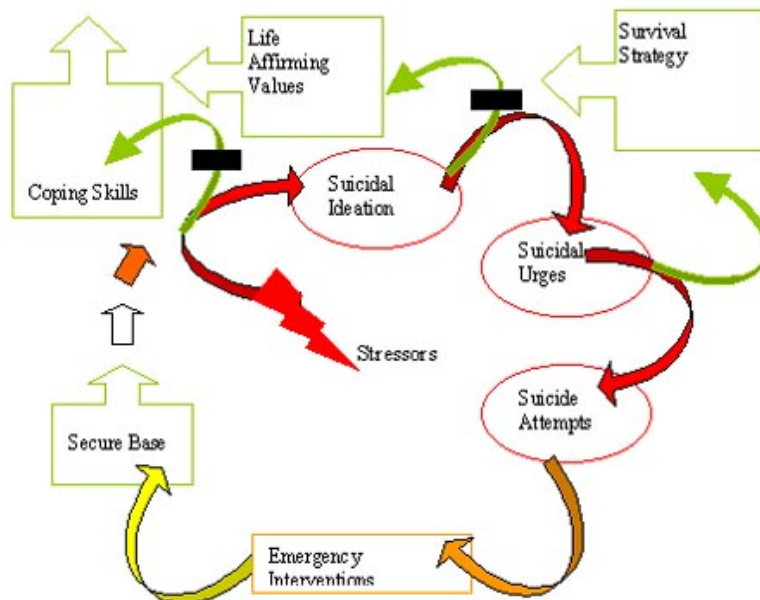 Life
Affirming
Values
Survival
Strategy
Coping Skills
Suicidal
Ideation
Suicidal
Urges
Stressors
Suicide
Attempts
Secure Base
Emergency
Interventions